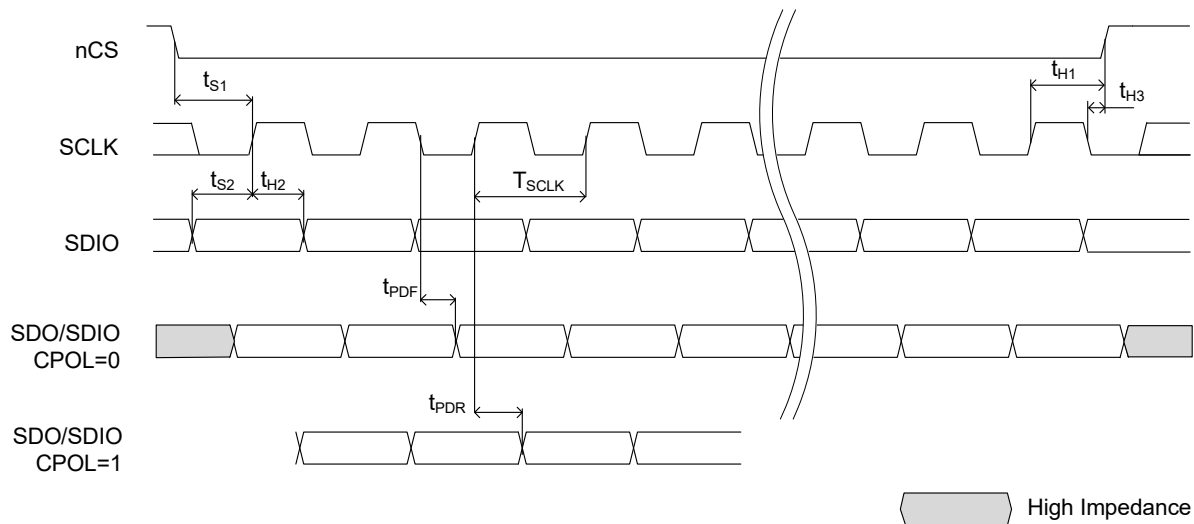 nCS
tS1
tH1
tH3
SCLK
tS2
tH2
TSCLK
SDIO
tPDF
SDO/SDIO
CPOL=0
tPDR
SDO/SDIO
CPOL=1
High Impedance